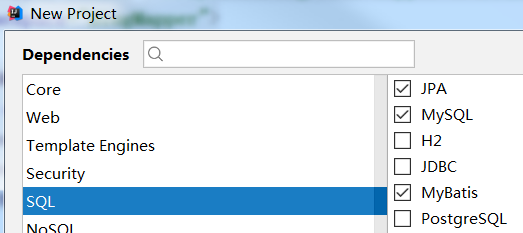 New Project
Dependencies
Core
Web
Template Engines
Security
SQL
NoSQL
JPA
MySQL
H2
JDBC
MyBatis
PostgreSQL